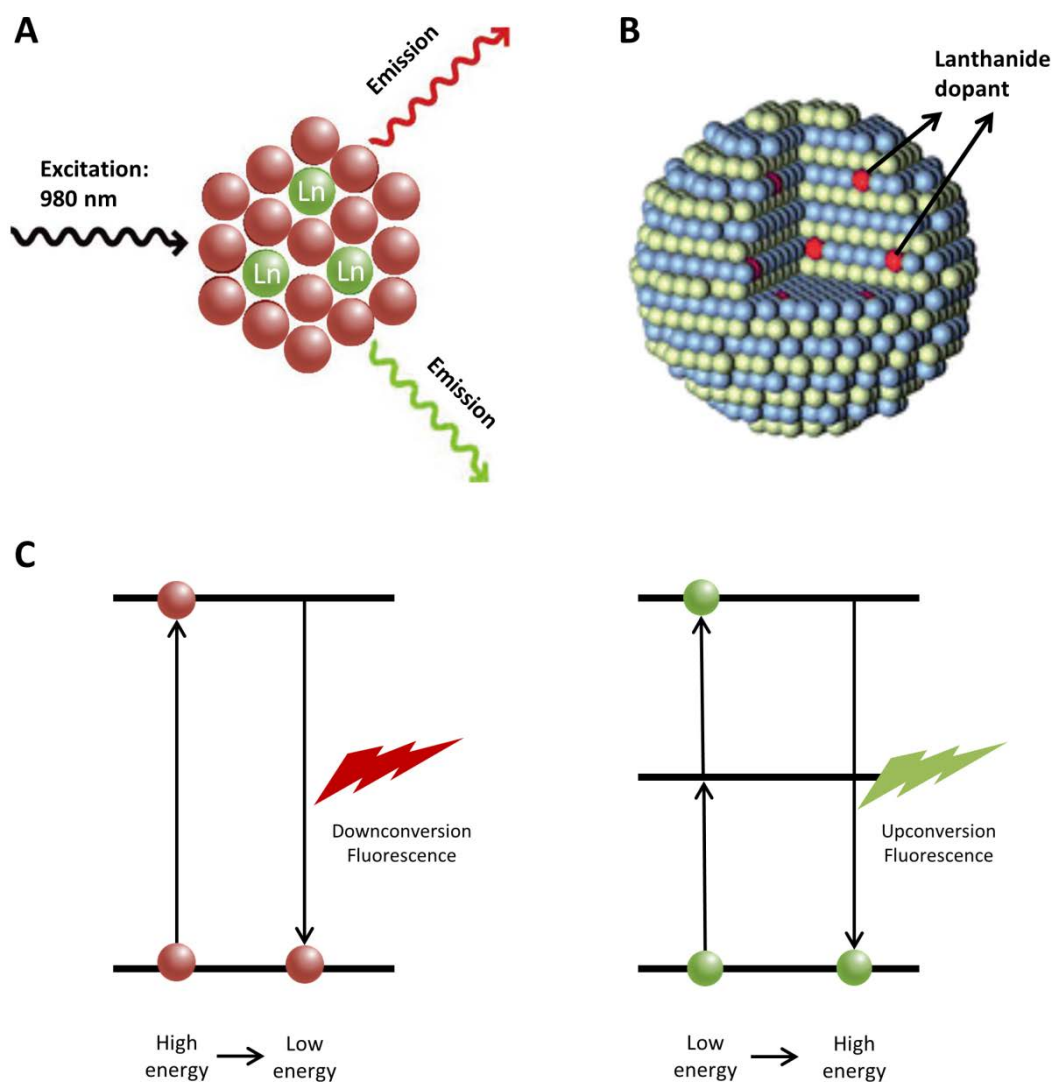 A
Emission
Excitation:
980 nm
Ln
Ln
Ln
Emission
B
Lanthanide
dopant
C
Downconversion
Fluorescence
High
energy
Low
energy
Upconversion
Fluorescence
Low
energy
High
energy